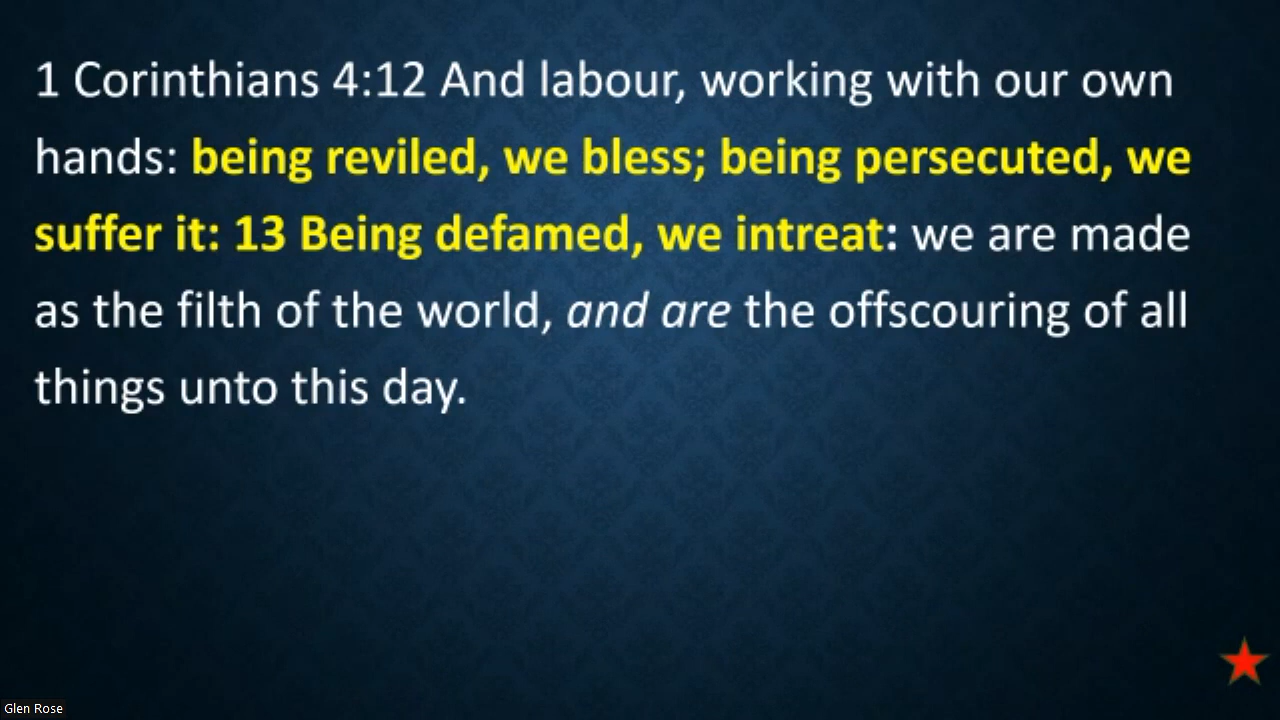 1 Corinthians 4:12 And labour, working with our own
hands: being reviled, we bless; being persecuted, we
suffer it: 13 Being defamed, we intreat: we are made
as the filth of the world, and are the offscouring of all
things unto this day.
Glen Rose